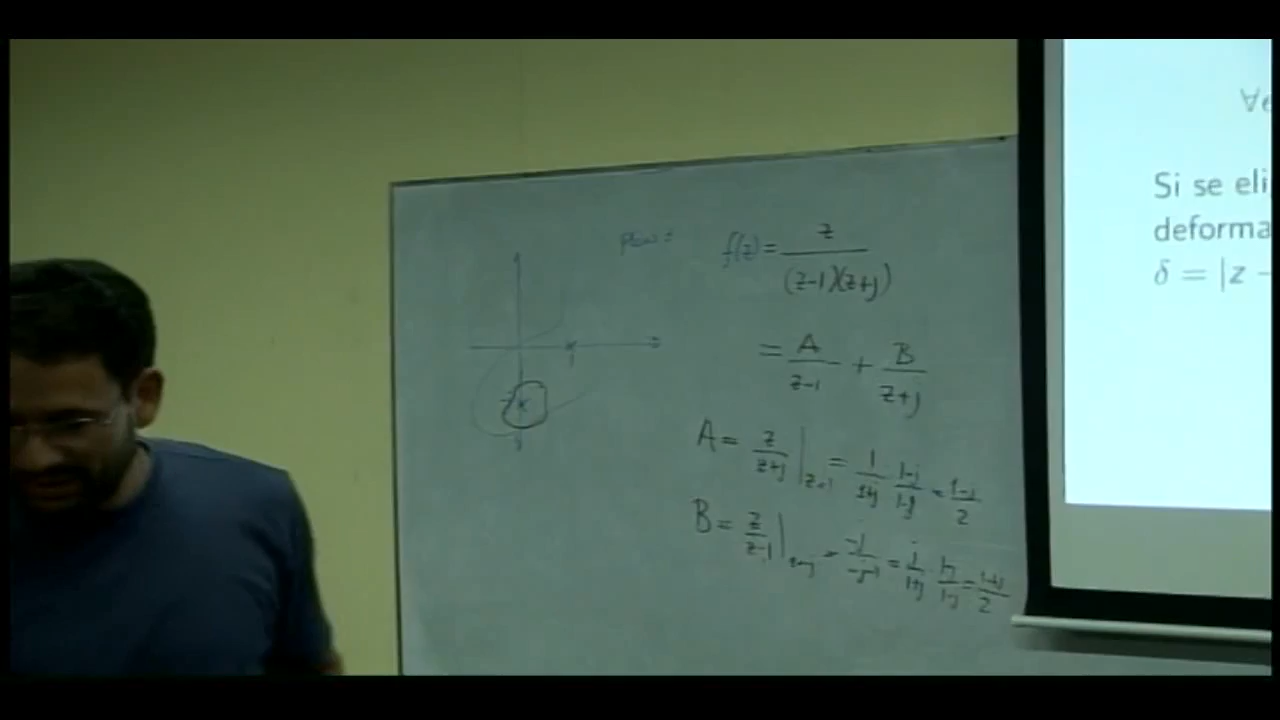 f(z) = z / (z-1)(z+j)
= A/(z-1) + B/(z+j)
A = z/(z+j) |z=1 = 1/(1+j) · (1-j)/(1-j) = (1-j)/2
B = z/(z-1) |z=-j = -j/(-j-1) = j/(1+j) · (1-j)/(1-j) = (1+j)/2
1
∀
Si se eli
deforma
δ = |z -